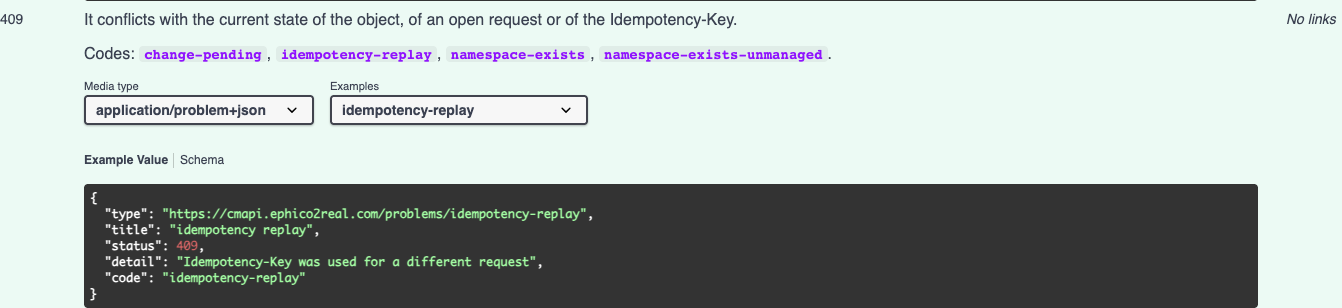 409 It conflicts with the current state of the object, of an open request or of the Idempotency-Key. No links
Codes: change-pending , idempotency-replay , namespace-exists , namespace-exists-unmanaged .
Media type Examples
application/problem+json idempotency-replay
Example Value Schema
{
"type": "https://cmapi.ephico2real.com/problems/idempotency-replay",
"title": "idempotency replay",
"status": 409,
"detail": "Idempotency-Key was used for a different request",
"code": "idempotency-replay"
}